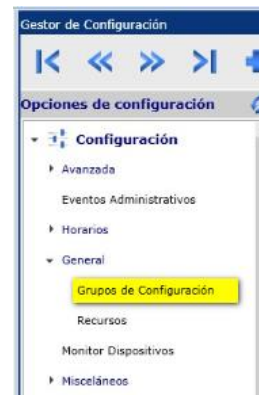 Gestor de Configuración
Opciones de configuración
Configuración
Avanzada
Eventos Administrativos
Horarios
General
Grupos de Configuración
Recursos
Monitor Dispositivos
Misceláneos